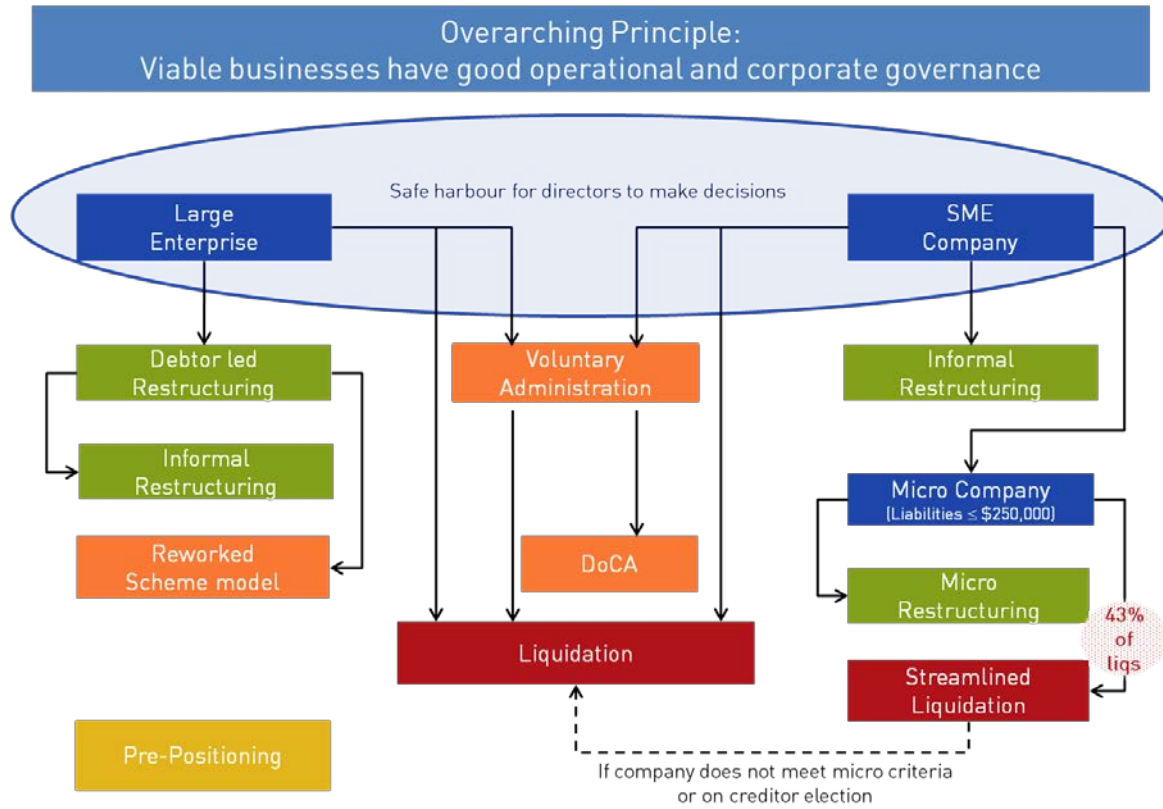 Overarching Principle:
Viable businesses have good operational and corporate governance
Safe harbour for directors to make decisions
Large
Enterprise
SME
Company
Debtor led
Restructuring
Voluntary
Administration
Informal
Restructuring
Informal
Restructuring
Micro Company
(Liabilities ≤ $250,000)
Reworked
Scheme model
DoCA
Micro
Restructuring
43%
of
liqs
Liquidation
Streamlined
Liquidation
Pre-Positioning
If company does not meet micro criteria
or on creditor election